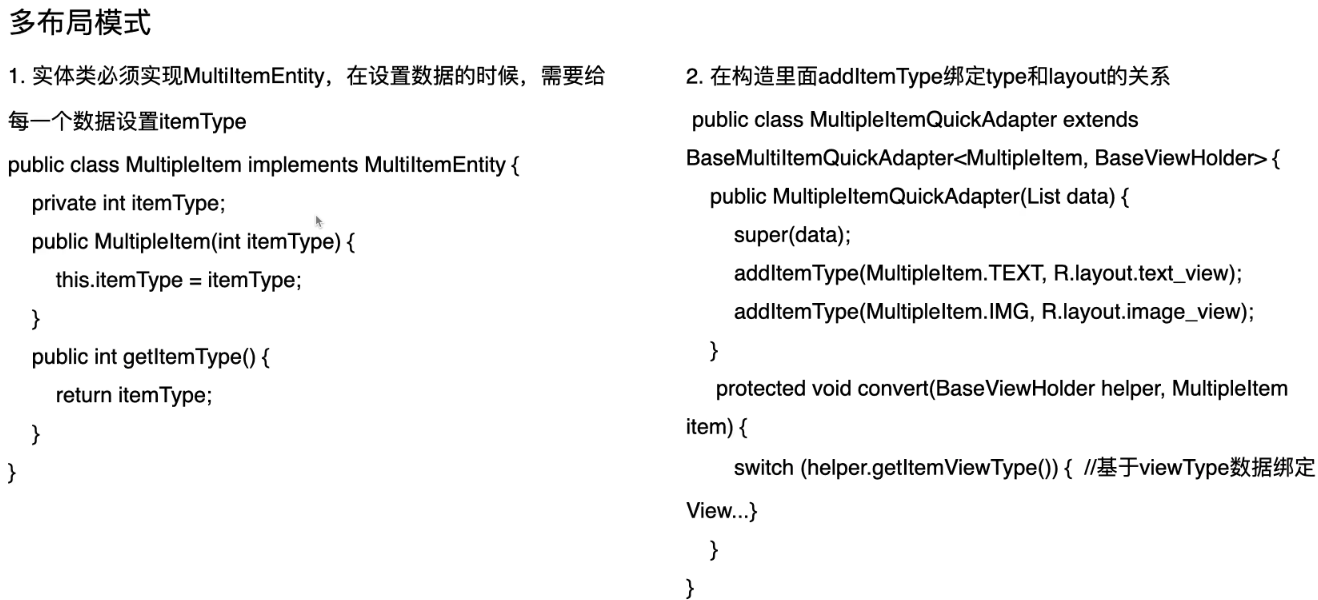 多布局模式
1. 实体类必须实现MultiItemEntity，在设置数据的时候，需要给
每一个数据设置itemType
public class MultipleItem implements MultiItemEntity {
private int itemType;
public MultipleItem(int itemType) {
this.itemType = itemType;
}
public int getItemType() {
return itemType;
}
}
2. 在构造里面addItemType绑定type和layout的关系
public class MultipleItemQuickAdapter extends
BaseMultiItemQuickAdapter<MultipleItem, BaseViewHolder> {
public MultipleItemQuickAdapter(List data) {
super(data);
addItemType(MultipleItem.TEXT, R.layout.text_view);
addItemType(MultipleItem.IMG, R.layout.image_view);
}
protected void convert(BaseViewHolder helper, MultipleItem
item) {
switch (helper.getItemViewType()) { //基于viewType数据绑定
View...}
}
}